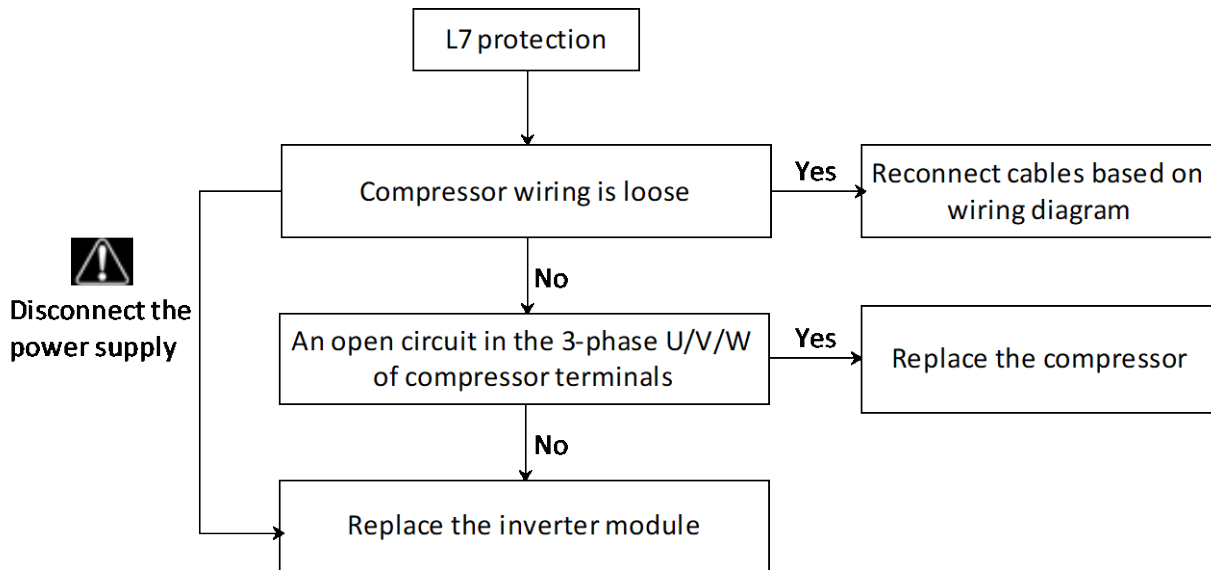 L7 protection
Compressor wiring is loose
Yes
Reconnect cables based on
wiring diagram
Disconnect the
power supply
No
An open circuit in the 3-phase U/V/W
of compressor terminals
Yes
Replace the compressor
No
Replace the inverter module